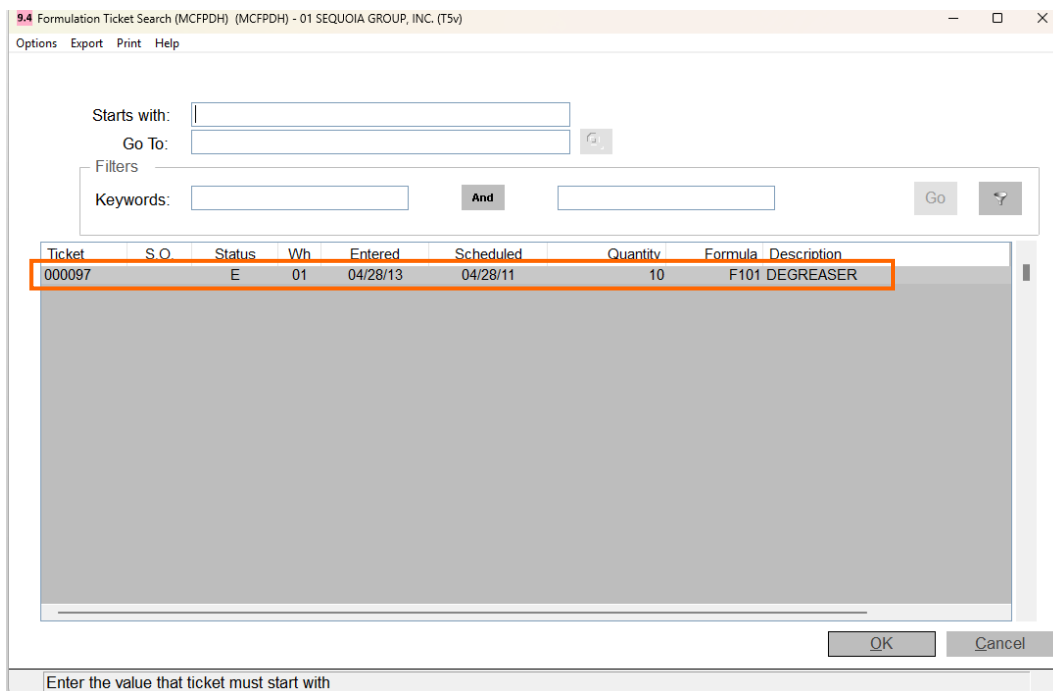 9.4 Formulation Ticket Search (MCFPDH) (MCFPDH) - 01 SEQUOIA GROUP, INC. (T5v)
Options Export Print Help
Starts with:
Go To:
Filters
Keywords: And Go
Ticket S.O. Status Wh Entered Scheduled Quantity Formula Description
000097 E 01 04/28/13 04/28/11 10 F101 DEGREASER
OK Cancel
Enter the value that ticket must start with